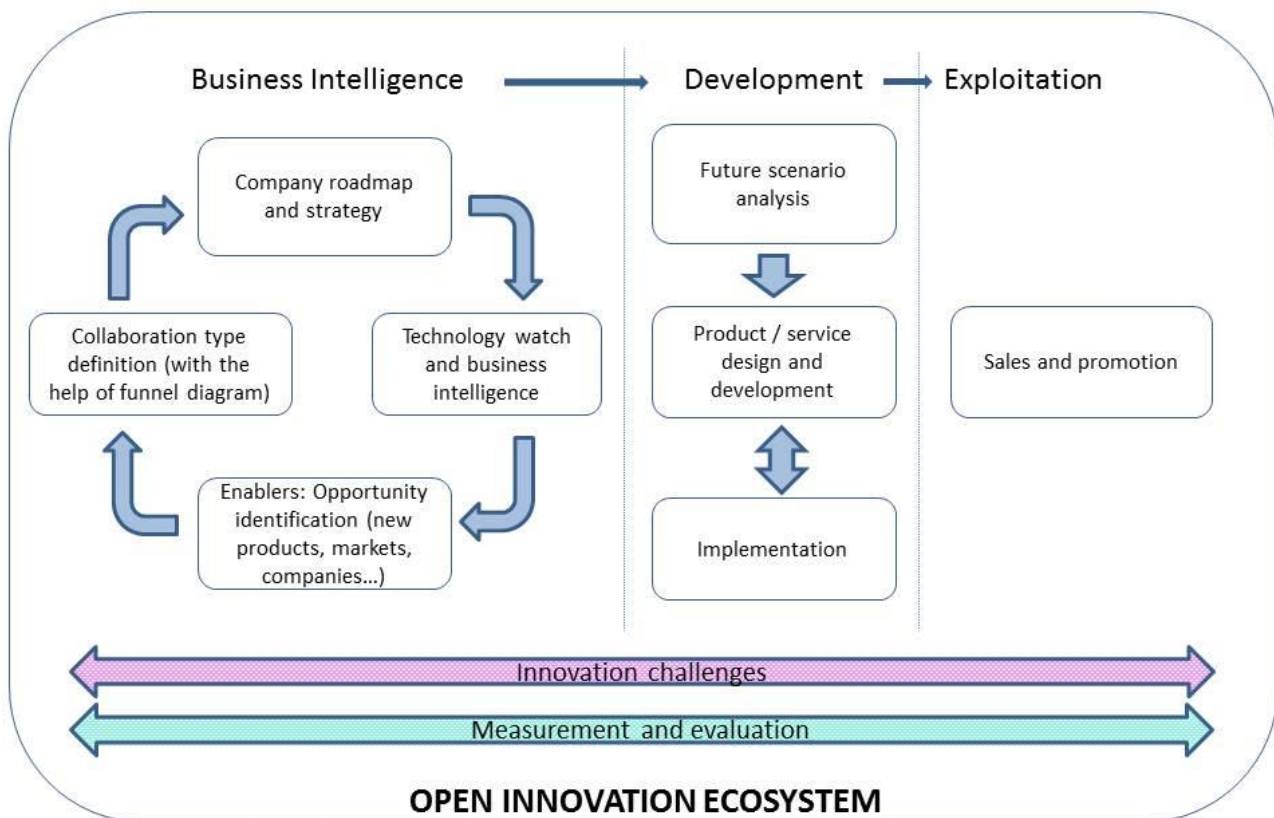 Business Intelligence
Development
Exploitation
Company roadmap
and strategy
Future scenario
analysis
Collaboration type
definition (with the
help of funnel diagram)
Technology watch
and business
intelligence
Product / service
design and
development
Sales and promotion
Enablers: Opportunity
identification (new
products, markets,
companies…)
Implementation
Innovation challenges
Measurement and evaluation
OPEN INNOVATION ECOSYSTEM